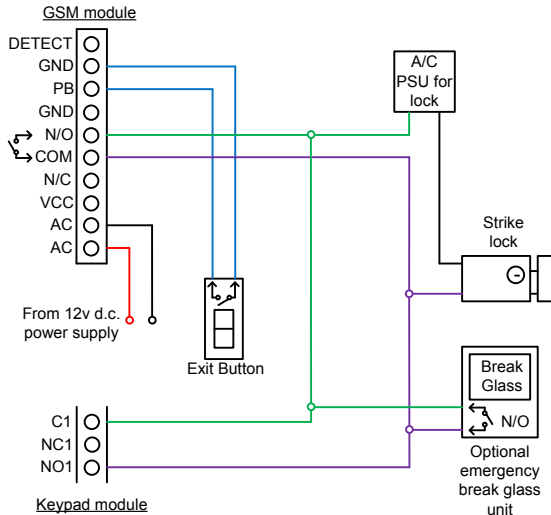 GSM module
DETECT
GND
PB
GND
N/O
COM
N/C
VCC
AC
AC
From 12v d.c.
power supply
Exit Button
A/C
PSU for
lock
Strike
lock
Break
Glass
N/O
Optional
emergency
break glass
unit
C1
NC1
NO1
Keypad module